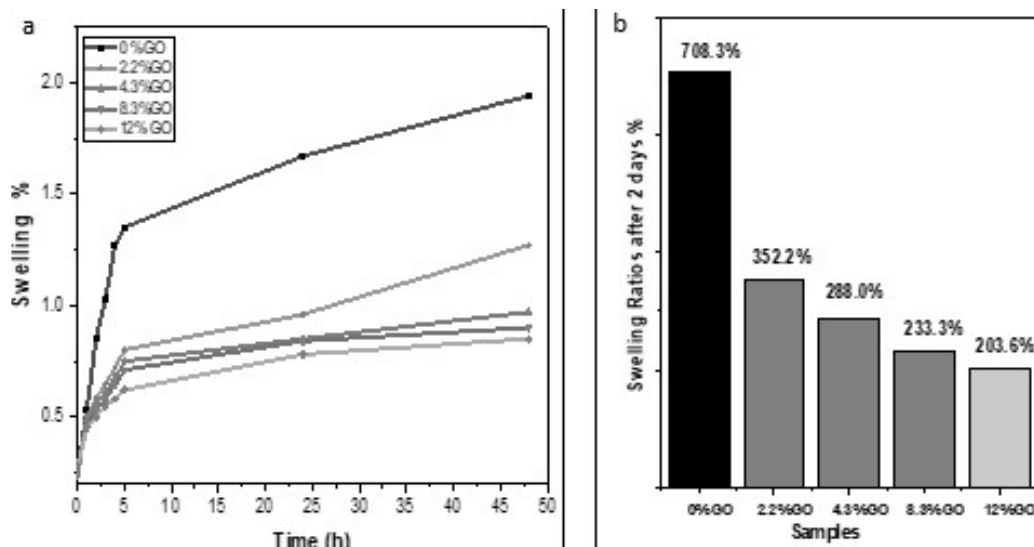 a
0%GO
2.2%GO
4.3%GO
8.3%GO
12%GO
2.0
1.5
1.0
0.5
Swelling %
0 5 10 15 20 25 30 35 40 45 50
Time (h)
b
708.3%
352.2%
288.0%
233.3%
203.6%
Swelling Ratios after 2 days %
0%GO 2.2%GO 4.3%GO 8.3%GO 12%GO
Samples